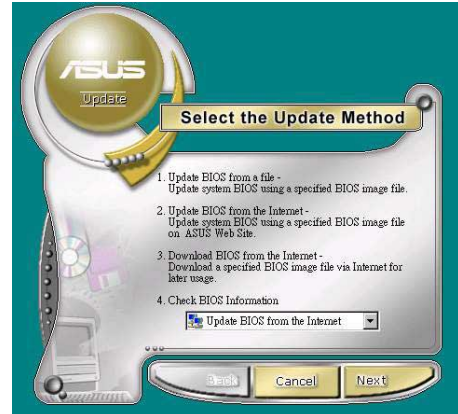 ASUS
Update
Select the Update Method
1. Update BIOS from a file -
Update system BIOS using a specified BIOS image file.
2. Update BIOS from the Internet -
Update system BIOS using a specified BIOS image file
on ASUS Web Site.
3. Download BIOS from the Internet -
Download a specified BIOS image file via Internet for
later usage.
4. Check BIOS Information
Update BIOS from the Internet
Back Cancel Next